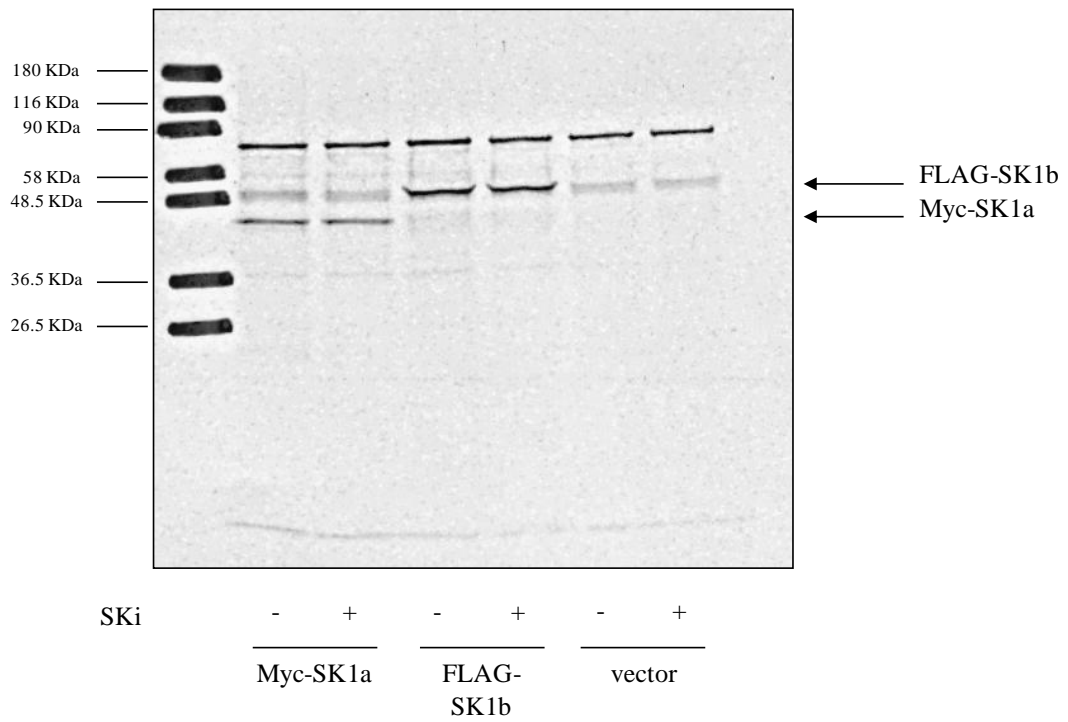 180 KDa
116 KDa
90 KDa
58 KDa
48.5 KDa
36.5 KDa
26.5 KDa
FLAG-SK1b
Myc-SK1a
SKi - + - + - +
Myc-SK1a FLAG- vector
SK1b